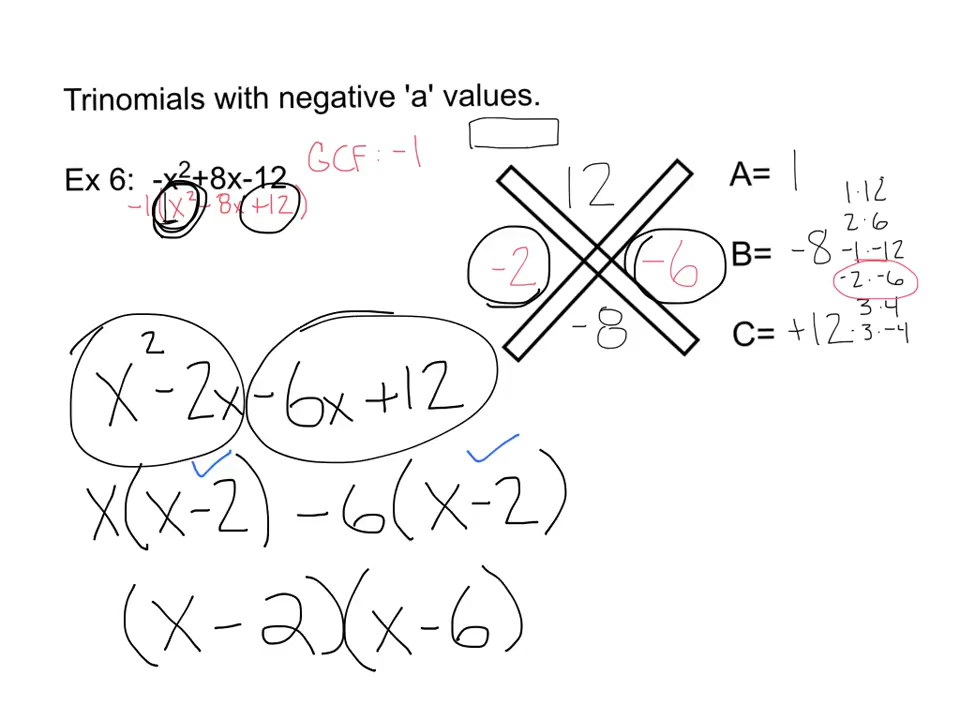 Trinomials with negative 'a' values.
GCF: -1
Ex 6: -x²+8x-12
-1(x² - 8x +12)
12
-2 -6
-8
A= 1
B= -8
C= +12
1·12
2·6
-1·-12
-2·-6
3·4
-3·-4
x² - 2x - 6x + 12
x(x-2) - 6(x-2)
(x-2)(x-6)